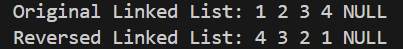 Original Linked List: 1 2 3 4 NULL
Reversed Linked List: 4 3 2 1 NULL